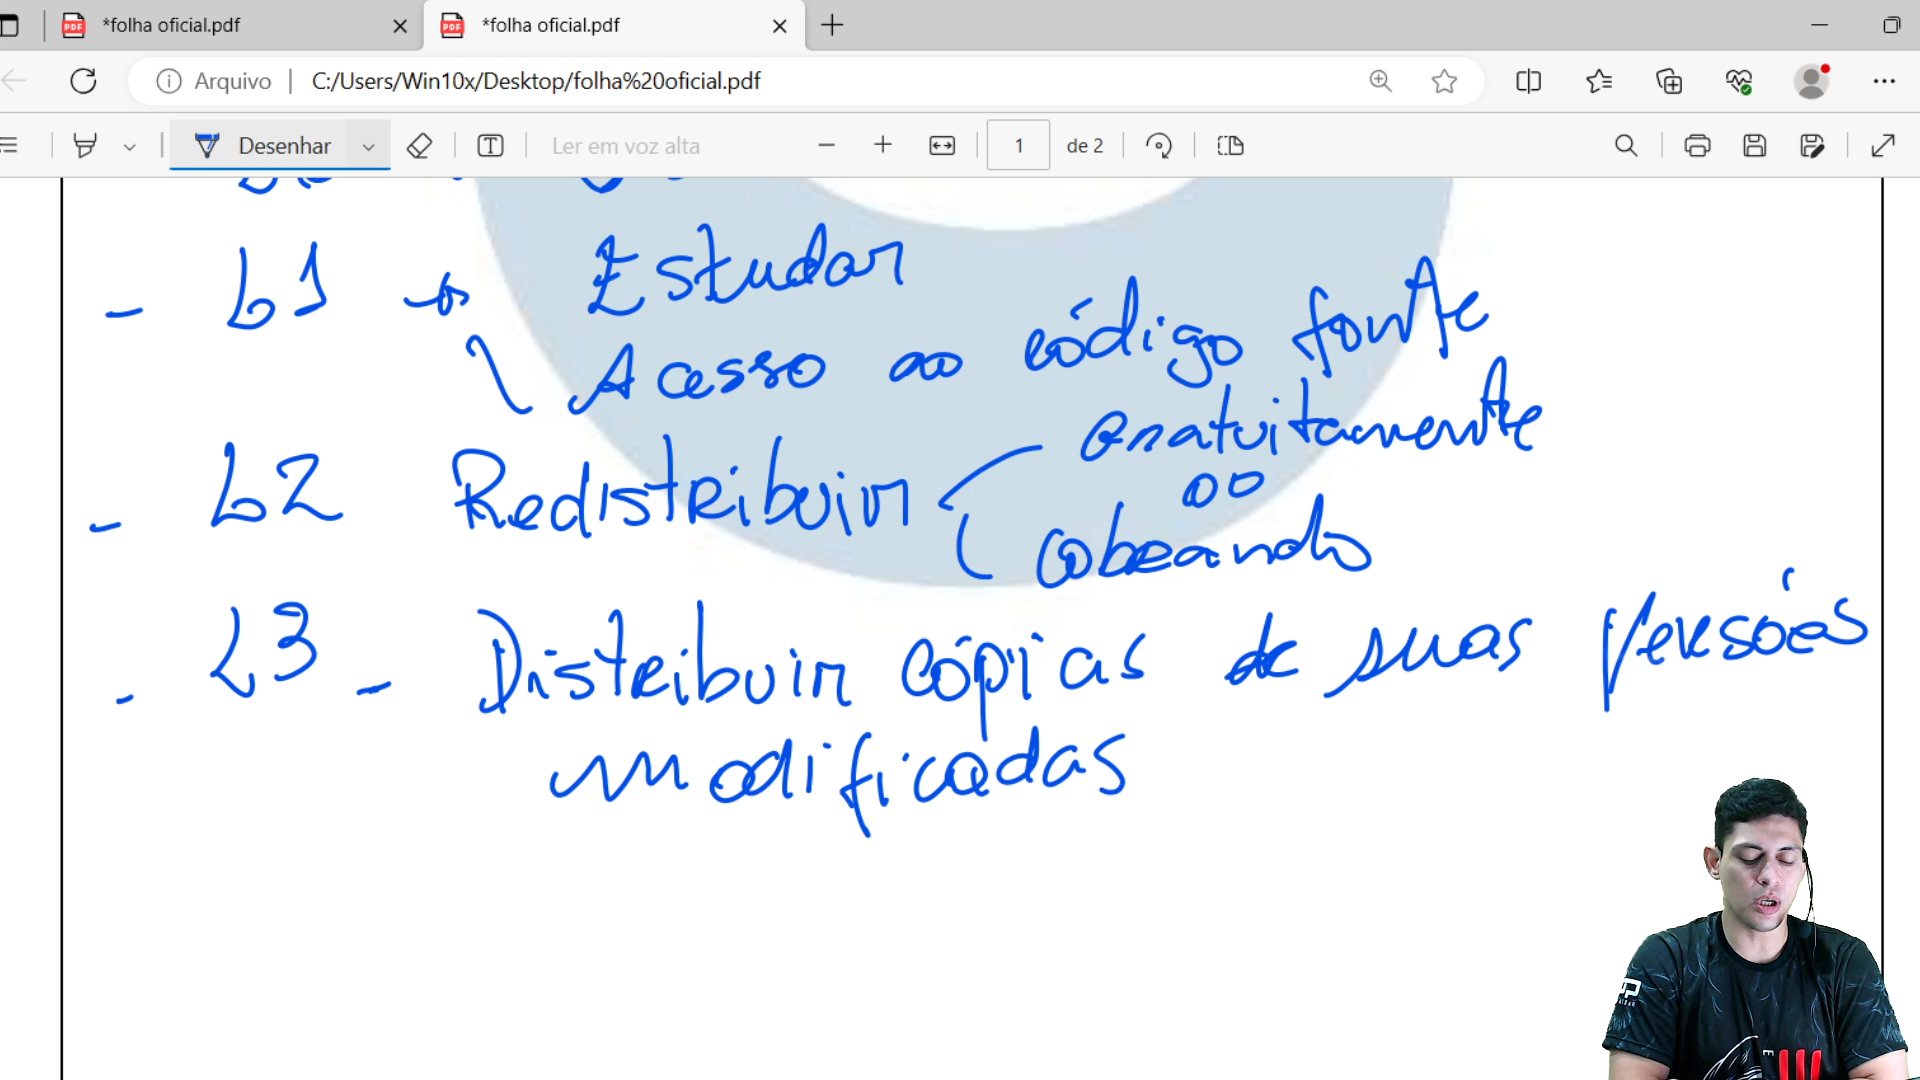 *folha oficial.pdf
*folha oficial.pdf
Arquivo | C:/Users/Win10x/Desktop/folha%20oficial.pdf
Desenhar
Ler em voz alta
1 de 2
- L1 → Estudar
Acesso ao código fonte
- L2 Redistribuir gratuitamente
ou
cobrando
- L3 - Distribuir cópias de suas versões
modificadas